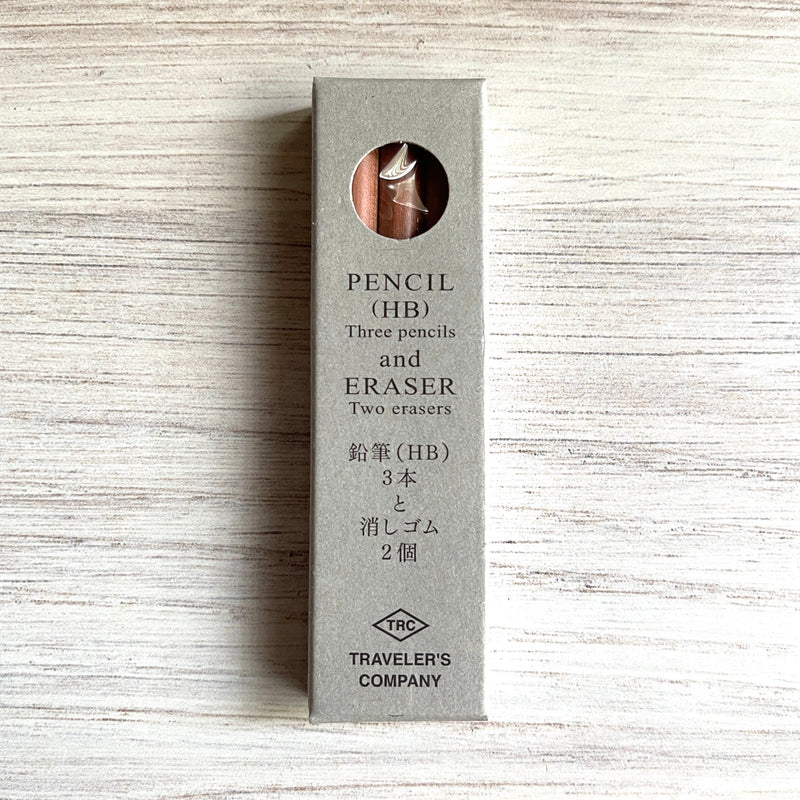 PENCIL
(HB)
Three pencils
and
ERASER
Two erasers
鉛筆(HB)
3本
と
消しゴム
2個
TRC
TRAVELER'S
COMPANY